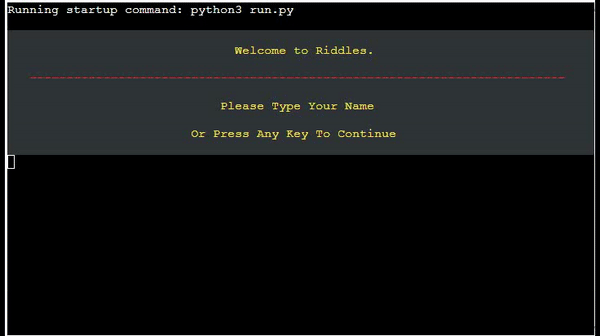 Running startup command: python3 run.py
Welcome to Riddles.
Please Type Your Name
Or Press Any Key To Continue